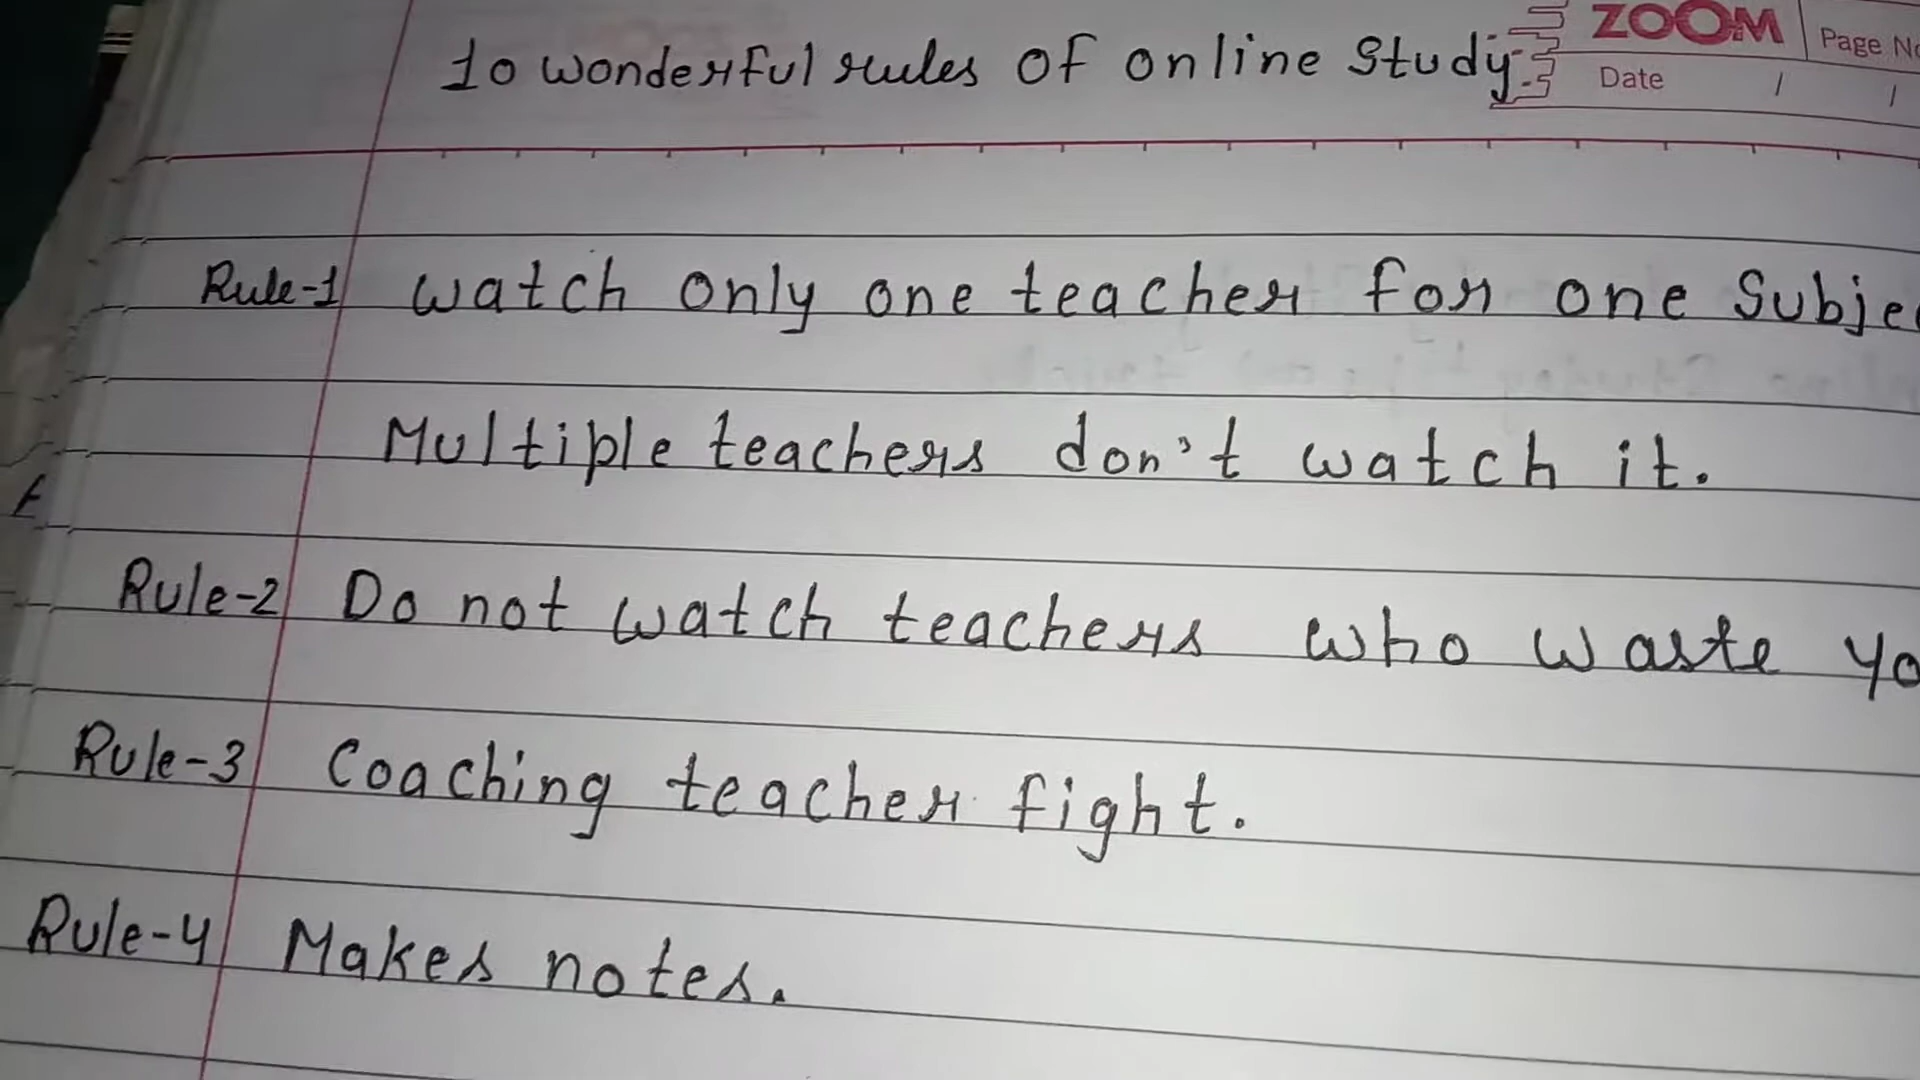 10 wonderful rules of online Study.
ZOOM
Page No
Date / /
Rule-1 watch only one teacher for one Subje
Multiple teachers don't watch it.
Rule-2 Do not watch teachers who waste yo
Rule-3 Coaching teacher fight.
Rule-4 Makes notes.